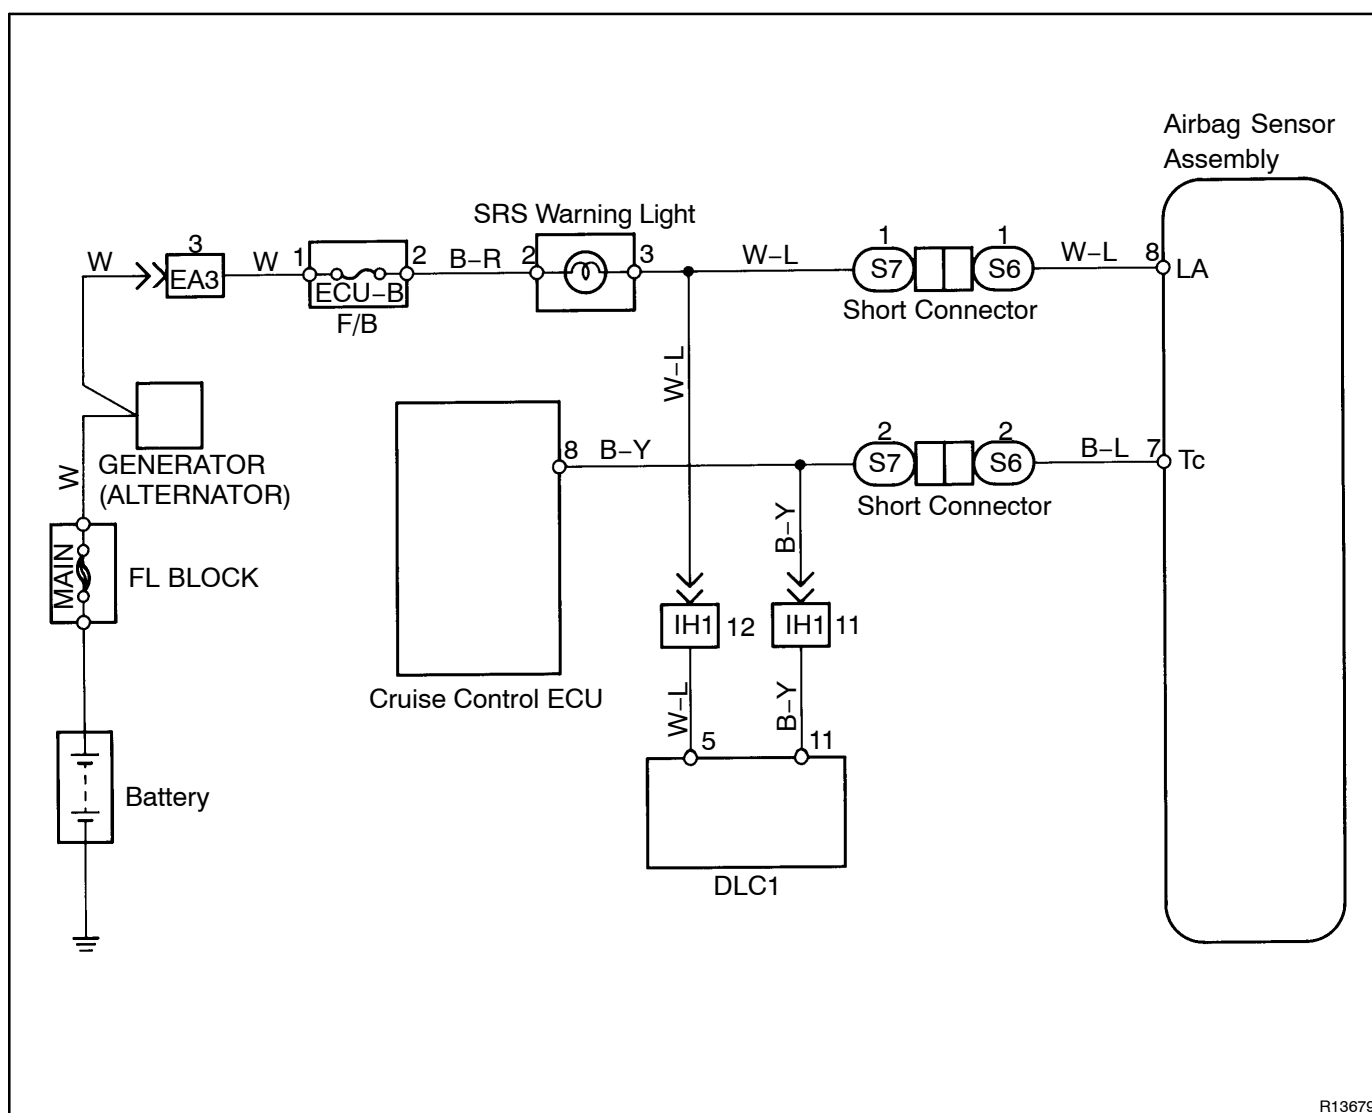 Airbag Sensor
Assembly
SRS Warning Light
W
3
EA3
W
1
ECU–B
2
F/B
B–R
2
3
W–L
1
S7
1
S6
Short Connector
W–L
8
LA
W–L
GENERATOR
(ALTERNATOR)
W
MAIN
FL BLOCK
8
B–Y
2
S7
2
S6
Short Connector
B–L
7
Tc
B–Y
IH1
12
IH1
11
Cruise Control ECU
W–L
5
B–Y
11
Battery
DLC1
R13679